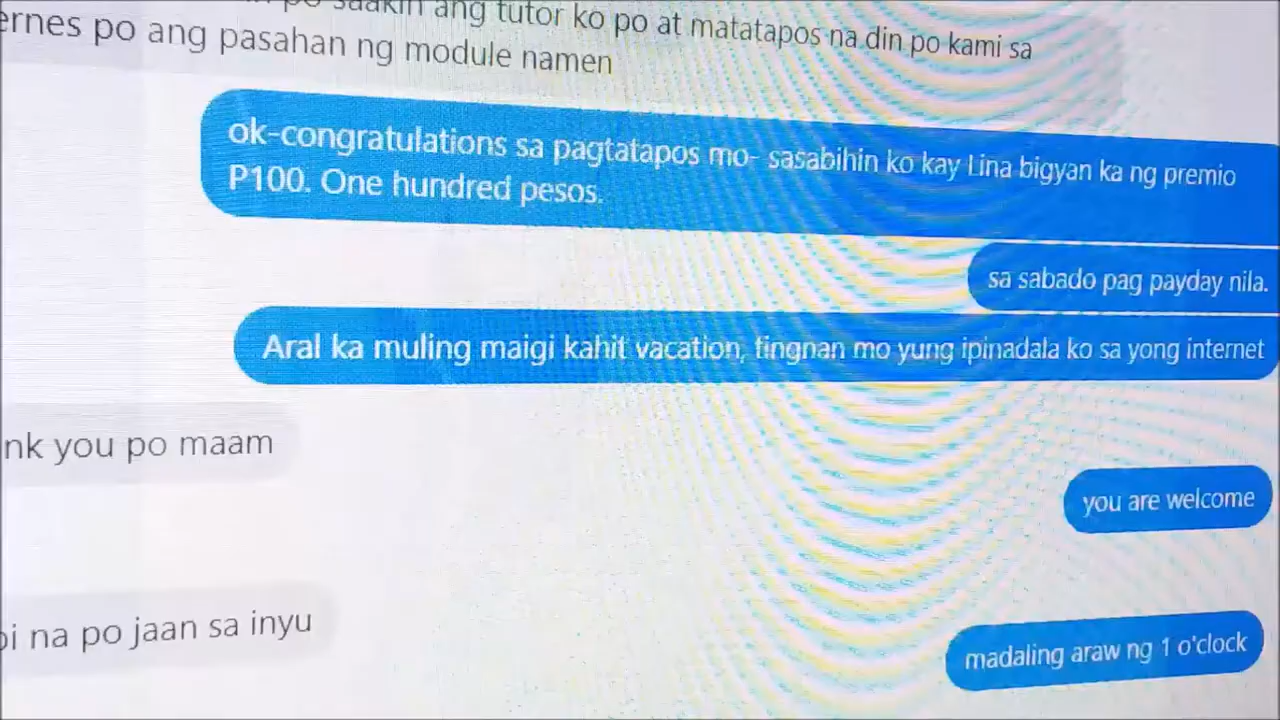 po saakin ang tutor ko po at matatapos na din po kami sa
ernes po ang pasahan ng module namen
ok-congratulations sa pagtatapos mo- sasabihin ko kay Lina bigyan ka ng premio
P100. One hundred pesos.
sa sabado pag payday nila.
Aral ka muling maigi kahit vacation, tingnan mo yung ipinadala ko sa yong internet
nk you po maam
you are welcome
bi na po jaan sa inyu
madaling araw ng 1 o'clock